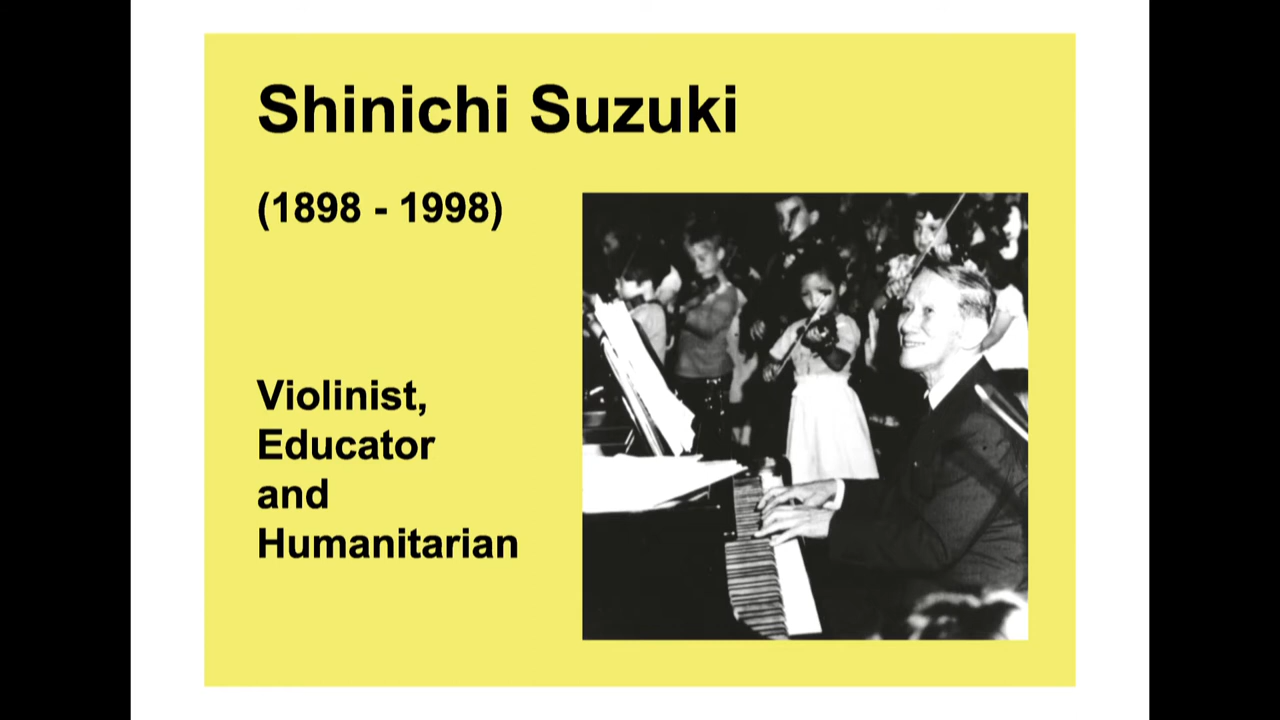 Shinichi Suzuki
(1898 - 1998)
Violinist,
Educator
and
Humanitarian